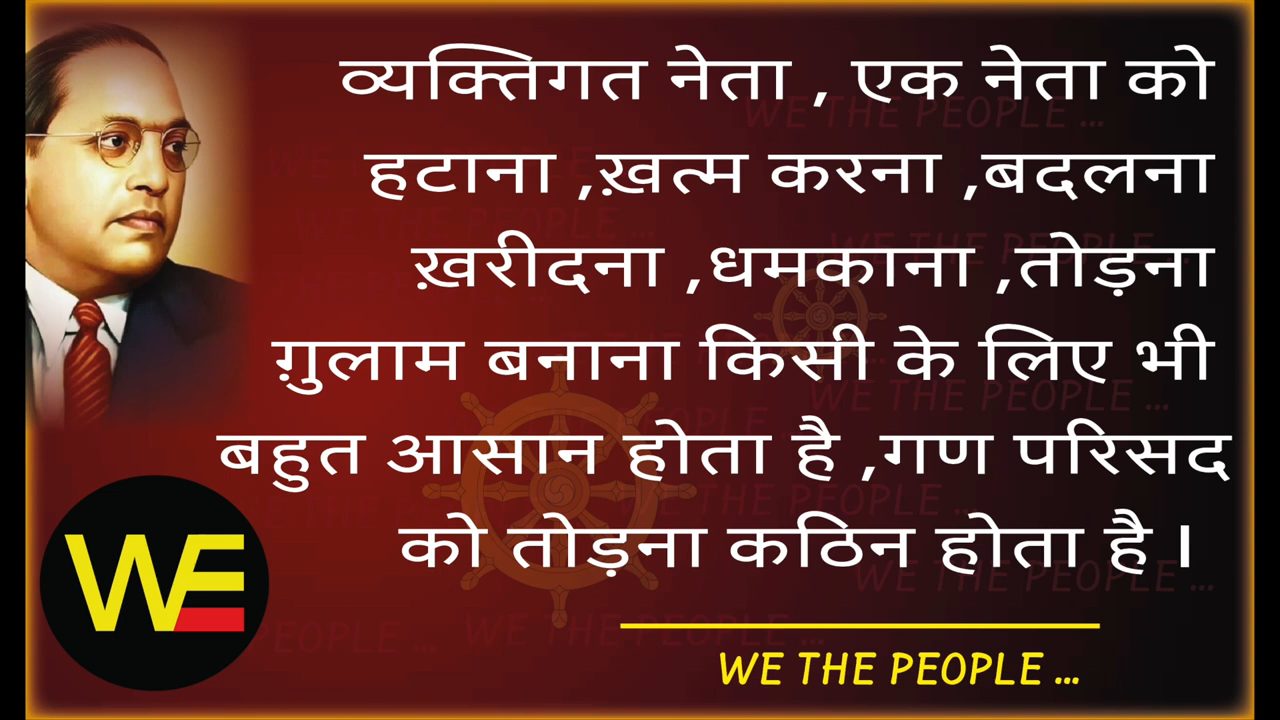 व्यक्तिगत नेता , एक नेता को
हटाना ,ख़त्म करना ,बदलना
ख़रीदना ,धमकाना ,तोड़ना
ग़ुलाम बनाना किसी के लिए भी
बहुत आसान होता है ,गण परिसद
को तोड़ना कठिन होता है ।
WE
WE THE PEOPLE ...